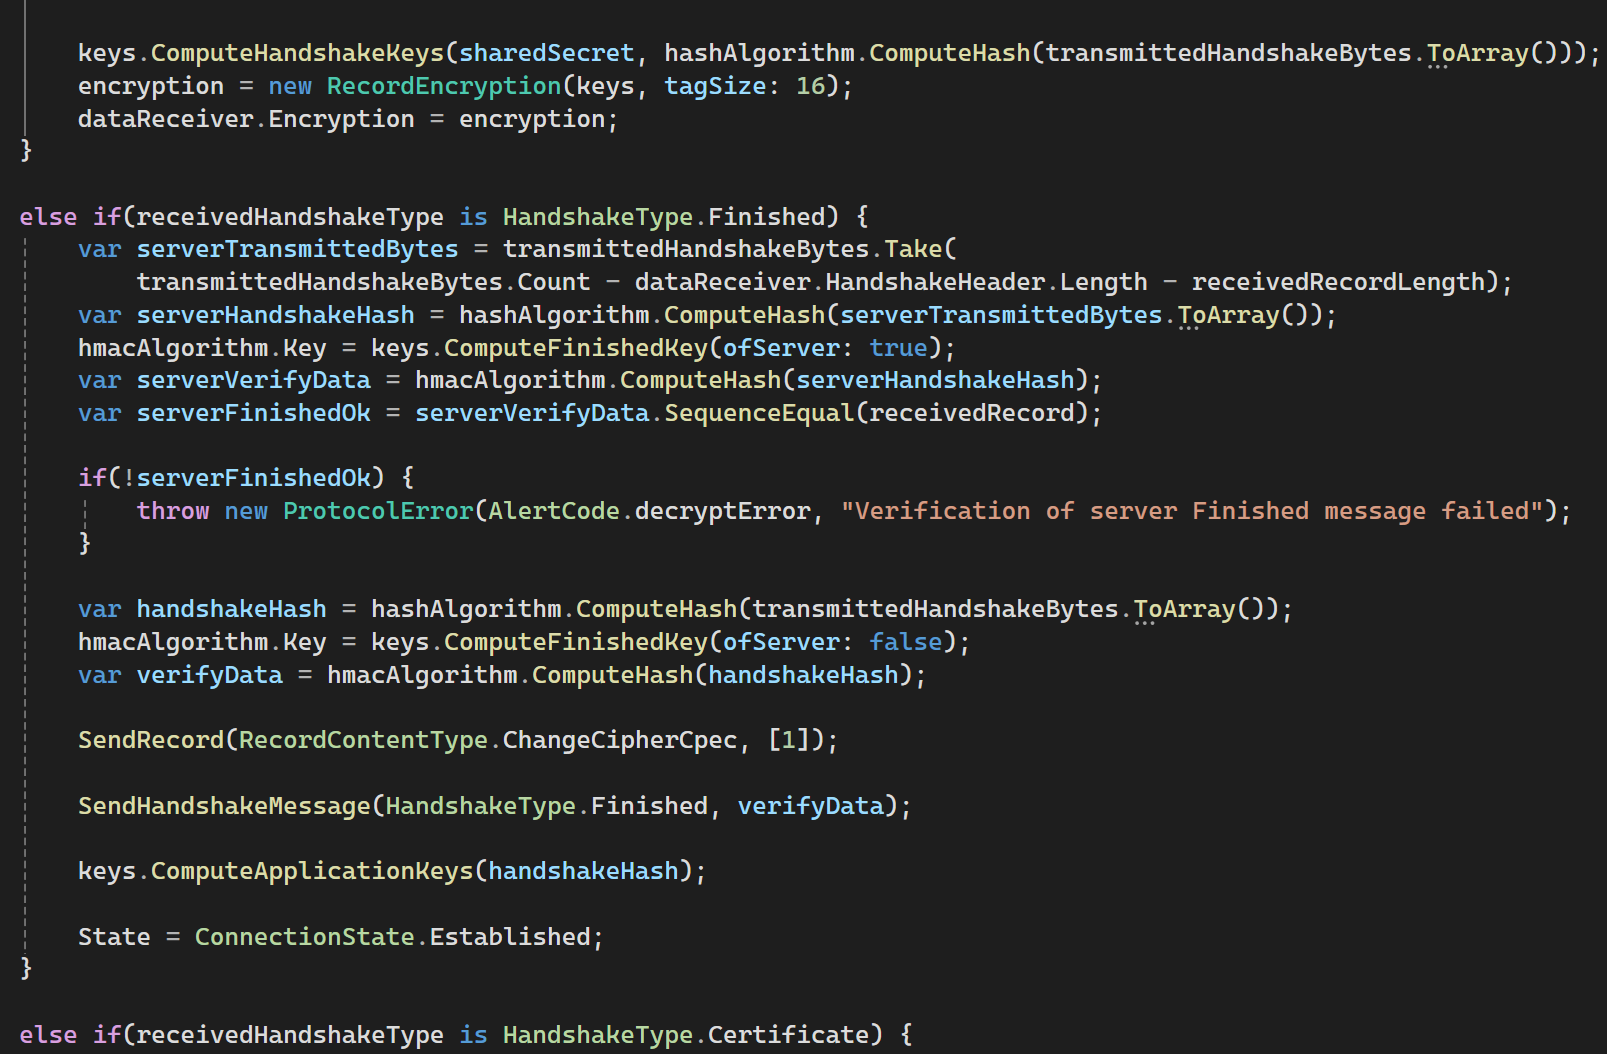 keys.ComputeHandshakeKeys(sharedSecret, hashAlgorithm.ComputeHash(transmittedHandshakeBytes.ToArray()));
encryption = new RecordEncryption(keys, tagSize: 16);
dataReceiver.Encryption = encryption;
}
else if(receivedHandshakeType is HandshakeType.Finished) {
var serverTransmittedBytes = transmittedHandshakeBytes.Take(
transmittedHandshakeBytes.Count - dataReceiver.HandshakeHeader.Length - receivedRecordLength);
var serverHandshakeHash = hashAlgorithm.ComputeHash(serverTransmittedBytes.ToArray());
hmacAlgorithm.Key = keys.ComputeFinishedKey(ofServer: true);
var serverVerifyData = hmacAlgorithm.ComputeHash(serverHandshakeHash);
var serverFinishedOk = serverVerifyData.SequenceEqual(receivedRecord);
if(!serverFinishedOk) {
throw new ProtocolError(AlertCode.decryptError, "Verification of server Finished message failed");
}
var handshakeHash = hashAlgorithm.ComputeHash(transmittedHandshakeBytes.ToArray());
hmacAlgorithm.Key = keys.ComputeFinishedKey(ofServer: false);
var verifyData = hmacAlgorithm.ComputeHash(handshakeHash);
SendRecord(RecordContentType.ChangeCipherCpec, [1]);
SendHandshakeMessage(HandshakeType.Finished, verifyData);
keys.ComputeApplicationKeys(handshakeHash);
State = ConnectionState.Established;
}
else if(receivedHandshakeType is HandshakeType.Certificate) {